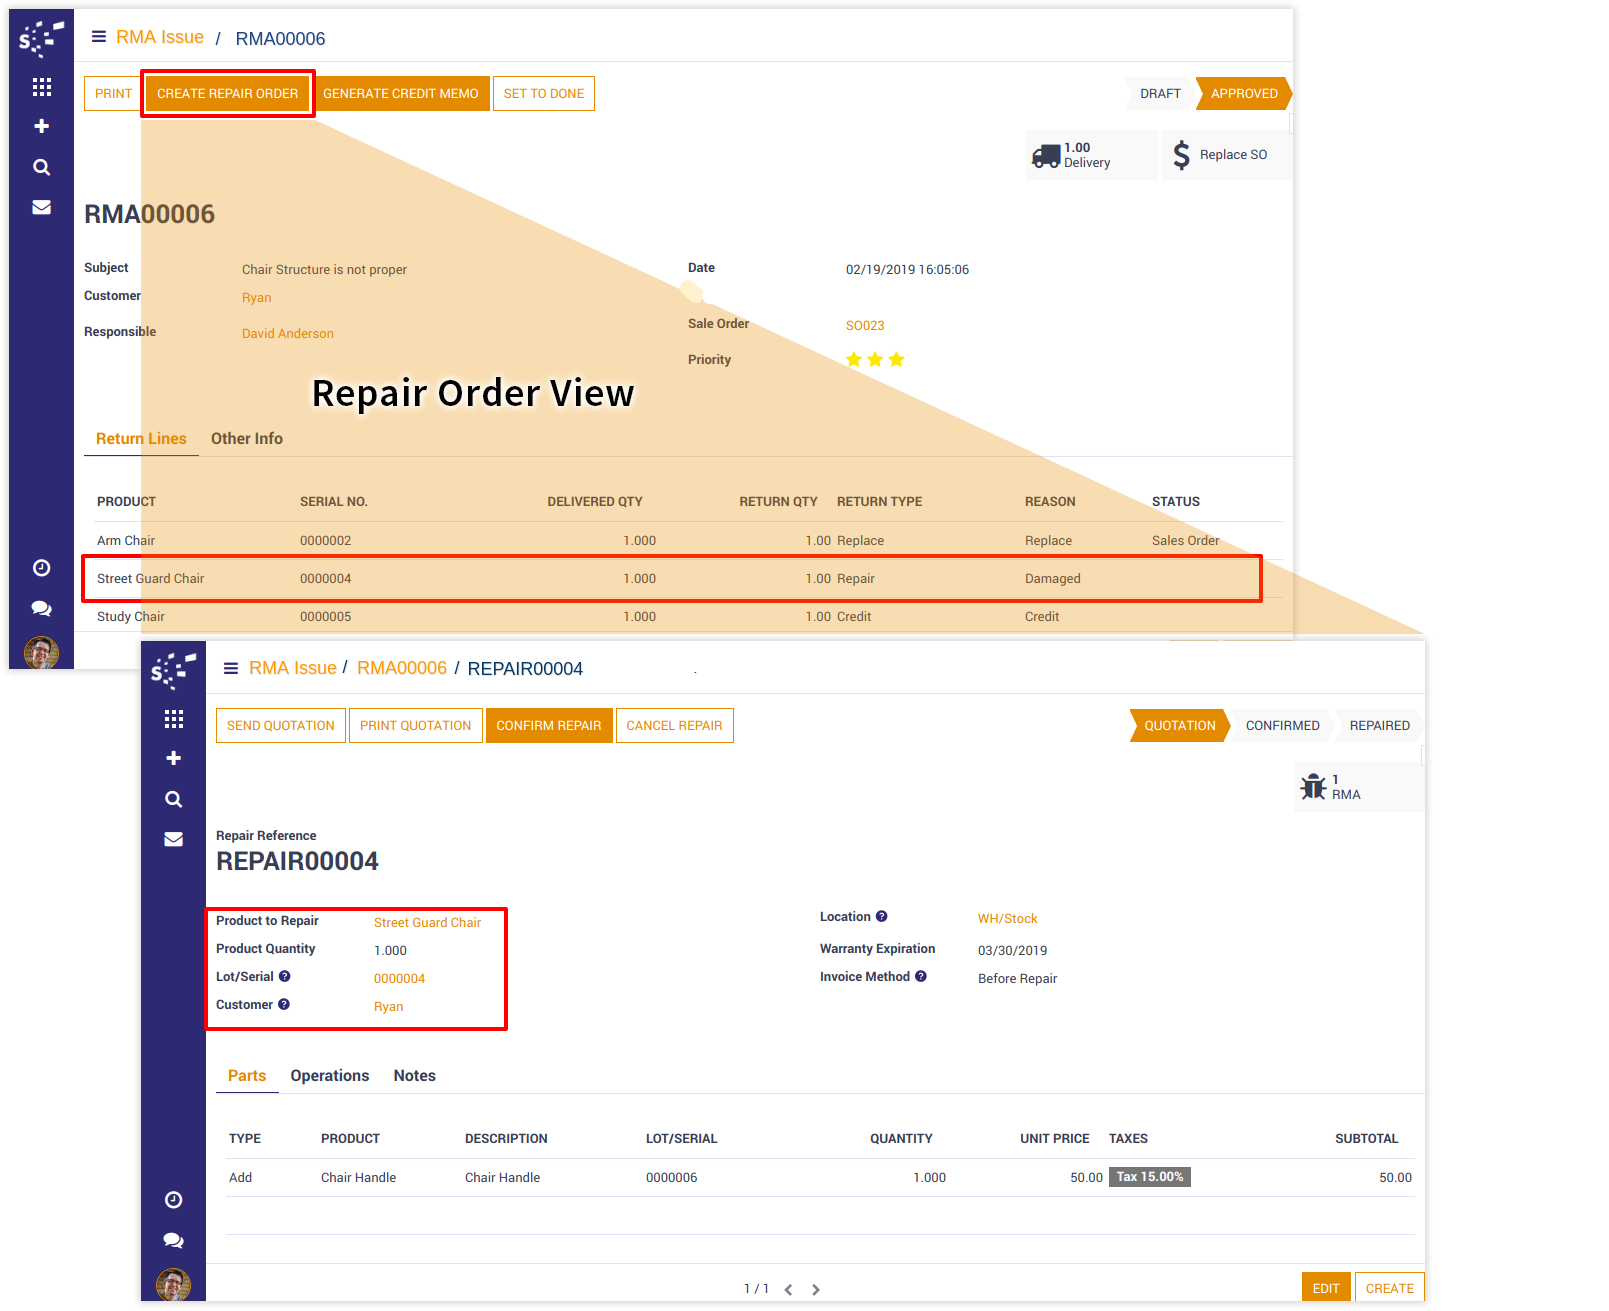 RMA Issue / RMA00006
PRINT CREATE REPAIR ORDER GENERATE CREDIT MEMO SET TO DONE DRAFT APPROVED
1.00
Delivery
Replace SO
RMA00006
Subject Chair Structure is not proper Date 02/19/2019 16:05:06
Customer Ryan
Sale Order SO023
Responsible David Anderson
Priority
Repair Order View
Return Lines Other Info
PRODUCT SERIAL NO. DELIVERED QTY RETURN QTY RETURN TYPE REASON STATUS
Arm Chair 0000002 1.000 1.00 Replace Replace Sales Order
Street Guard Chair 0000004 1.000 1.00 Repair Damaged
Study Chair 0000005 1.000 1.00 Credit Credit
RMA Issue / RMA00006 / REPAIR00004
SEND QUOTATION PRINT QUOTATION CONFIRM REPAIR CANCEL REPAIR QUOTATION CONFIRMED REPAIRED
1
RMA
Repair Reference
REPAIR00004
Product to Repair Street Guard Chair Location WH/Stock
Product Quantity 1.000 Warranty Expiration 03/30/2019
Lot/Serial 0000004 Invoice Method Before Repair
Customer Ryan
Parts Operations Notes
TYPE PRODUCT DESCRIPTION LOT/SERIAL QUANTITY UNIT PRICE TAXES SUBTOTAL
Add Chair Handle Chair Handle 0000006 1.000 50.00 Tax 15.00% 50.00
1 / 1
EDIT CREATE